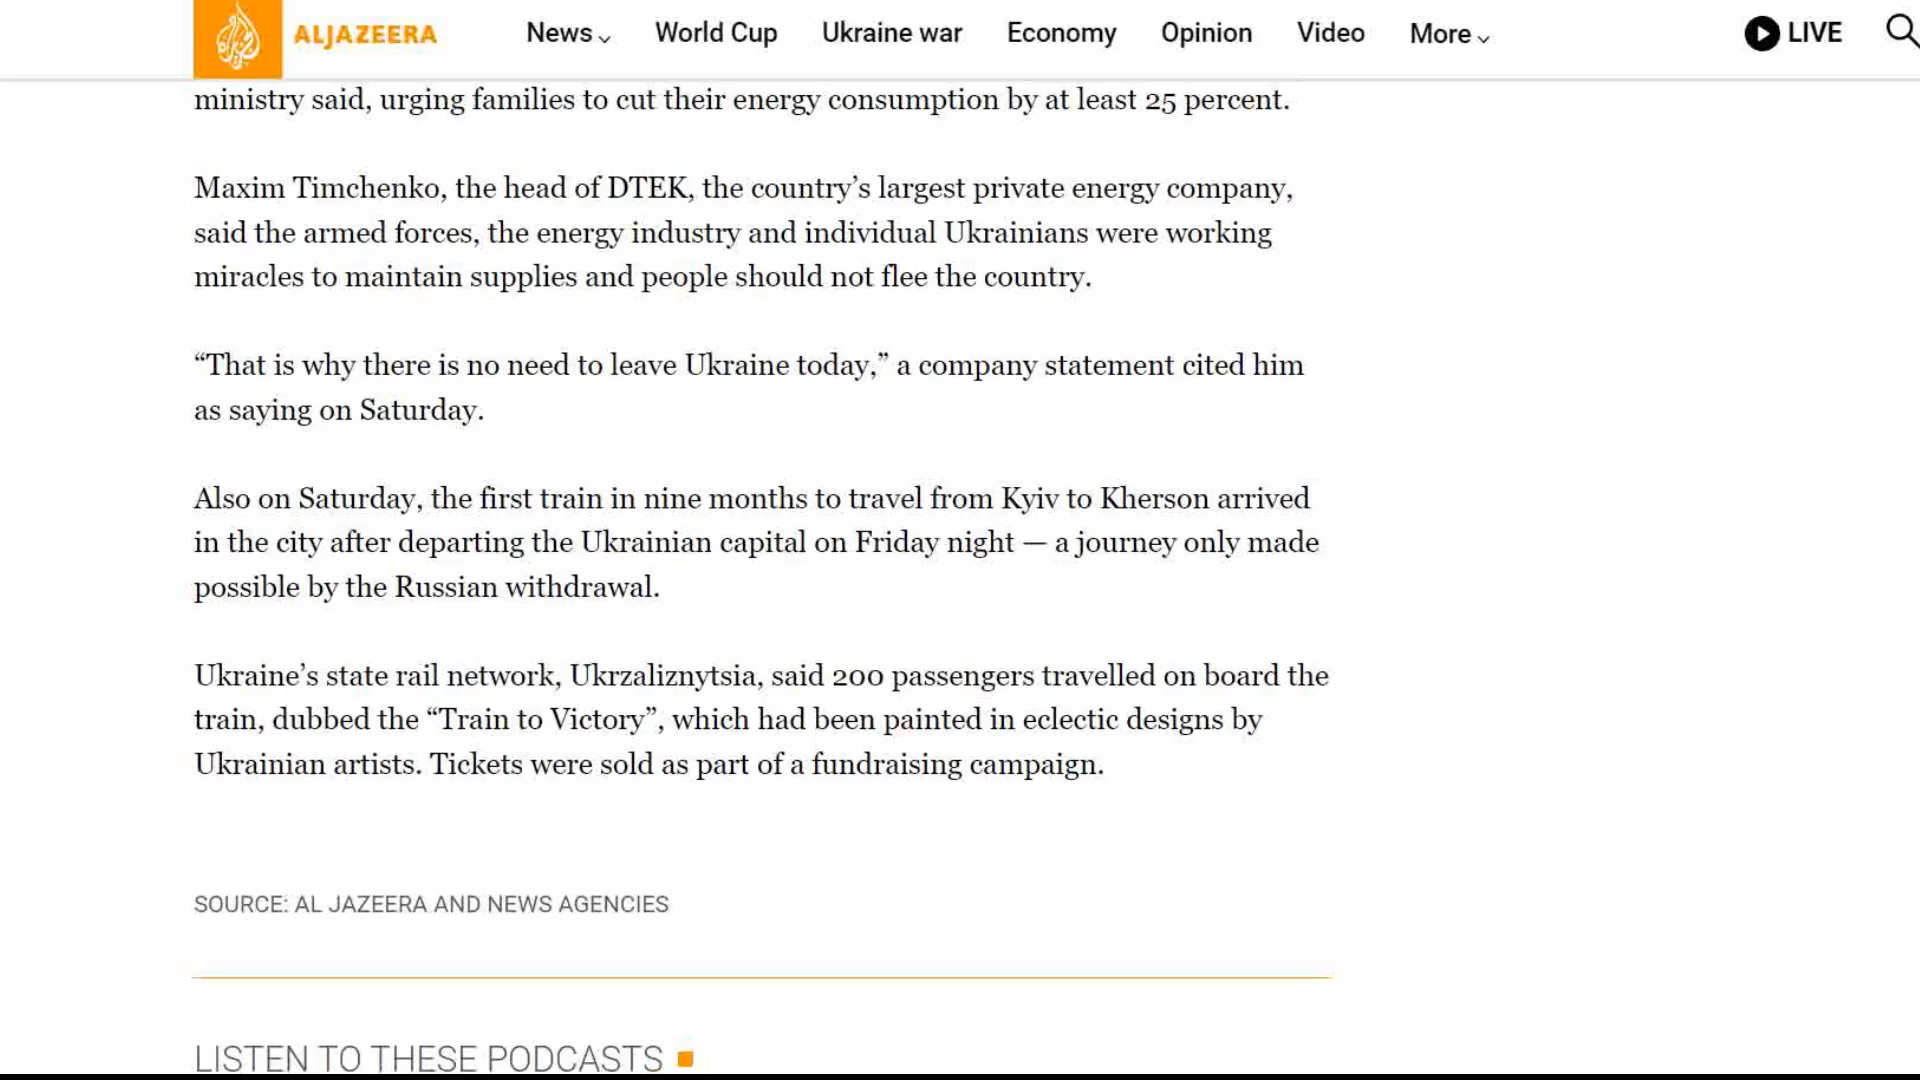 ALJAZEERA News World Cup Ukraine war Economy Opinion Video More LIVE
ministry said, urging families to cut their energy consumption by at least 25 percent.
Maxim Timchenko, the head of DTEK, the country’s largest private energy company,
said the armed forces, the energy industry and individual Ukrainians were working
miracles to maintain supplies and people should not flee the country.
“That is why there is no need to leave Ukraine today,” a company statement cited him
as saying on Saturday.
Also on Saturday, the first train in nine months to travel from Kyiv to Kherson arrived
in the city after departing the Ukrainian capital on Friday night — a journey only made
possible by the Russian withdrawal.
Ukraine’s state rail network, Ukrzaliznytsia, said 200 passengers travelled on board the
train, dubbed the “Train to Victory”, which had been painted in eclectic designs by
Ukrainian artists. Tickets were sold as part of a fundraising campaign.
SOURCE: AL JAZEERA AND NEWS AGENCIES
LISTEN TO THESE PODCASTS